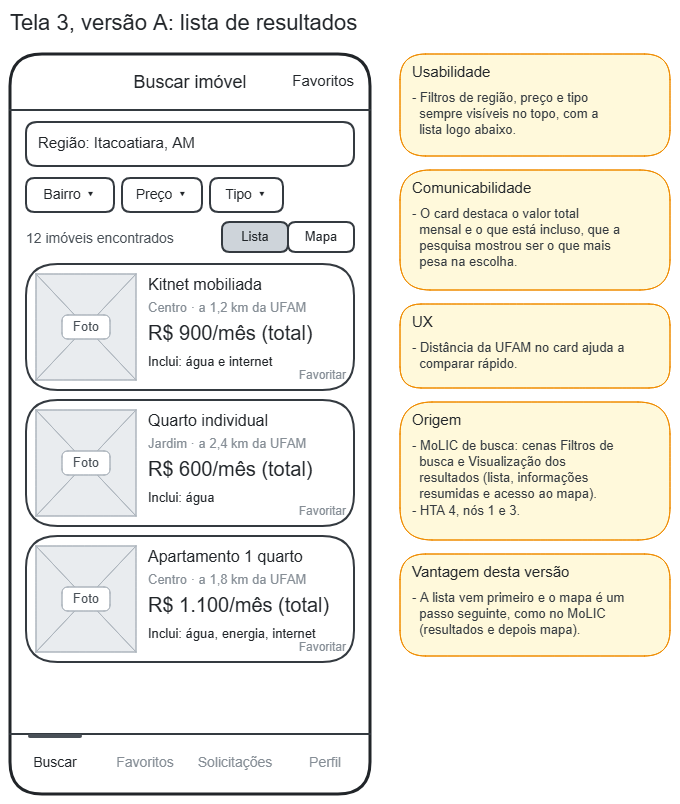 Tela 3, versão A: lista de resultados
Buscar imóvel
Favoritos
Região: Itacoatiara, AM
Bairro ▾
Preço ▾
Tipo ▾
12 imóveis encontrados
Lista
Mapa
Foto
Kitnet mobiliada
Centro · a 1,2 km da UFAM
R$ 900/mês (total)
Inclui: água e internet
Favoritar
Foto
Quarto individual
Jardim · a 2,4 km da UFAM
R$ 600/mês (total)
Inclui: água
Favoritar
Foto
Apartamento 1 quarto
Centro · a 1,8 km da UFAM
R$ 1.100/mês (total)
Inclui: água, energia, internet
Favoritar
Buscar
Favoritos
Solicitações
Perfil
Usabilidade
- Filtros de região, preço e tipo
sempre visíveis no topo, com a
lista logo abaixo.
Comunicabilidade
- O card destaca o valor total
mensal e o que está incluso, que a
pesquisa mostrou ser o que mais
pesa na escolha.
UX
- Distância da UFAM no card ajuda a
comparar rápido.
Origem
- MoLIC de busca: cenas Filtros de
busca e Visualização dos
resultados (lista, informações
resumidas e acesso ao mapa).
- HTA 4, nós 1 e 3.
Vantagem desta versão
- A lista vem primeiro e o mapa é um
passo seguinte, como no MoLIC
(resultados e depois mapa).